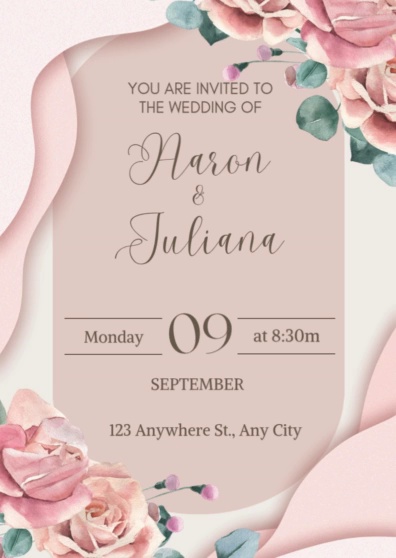 YOU ARE INVITED TO
THE WEDDING OF
Aaron
&
Juliana
Monday 09 at 8:30m
SEPTEMBER
123 Anywhere St., Any City